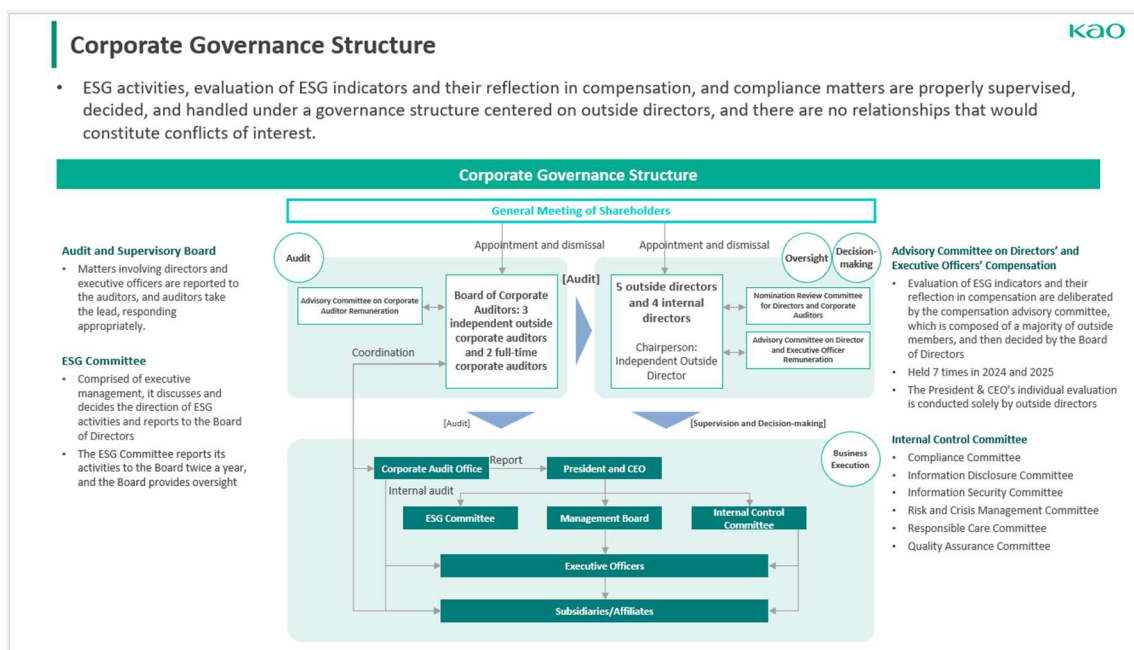 Corporate Governance Structure
Kao
• ESG activities, evaluation of ESG indicators and their reflection in compensation, and compliance matters are properly supervised,
decided, and handled under a governance structure centered on outside directors, and there are no relationships that would
constitute conflicts of interest.
Corporate Governance Structure
General Meeting of Shareholders
Appointment and dismissal
Appointment and dismissal
Audit and Supervisory Board
• Matters involving directors and
executive officers are reported to
the auditors, and auditors take
the lead, responding
appropriately.
ESG Committee
• Comprised of executive
management, it discusses and
decides the direction of ESG
activities and reports to the Board
of Directors
• The ESG Committee reports its
activities to the Board twice a year,
and the Board provides oversight
Audit
Advisory Committee on Corporate
Auditor Remuneration
Coordination
Board of Corporate
Auditors: 3
independent outside
corporate auditors
and 2 full-time
corporate auditors
[Audit]
5 outside directors
and 4 internal
directors
Chairperson:
Independent Outside
Director
Oversight
Decision-
making
Nomination Review Committee
for Directors and Corporate
Auditors
Advisory Committee on Director
and Executive Officer
Remuneration
[Audit]
[Supervision and Decision-making]
Business
Execution
Corporate Audit Office
Report
President and CEO
Internal audit
ESG Committee
Management Board
Internal Control
Committee
Executive Officers
Subsidiaries/Affiliates
Advisory Committee on Directors' and
Executive Officers' Compensation
• Evaluation of ESG indicators and their
reflection in compensation are deliberated
by the compensation advisory committee,
which is composed of a majority of outside
members, and then decided by the Board
of Directors
• Held 7 times in 2024 and 2025
• The President & CEO's individual evaluation
is conducted solely by outside directors
Internal Control Committee
• Compliance Committee
• Information Disclosure Committee
• Information Security Committee
• Risk and Crisis Management Committee
• Responsible Care Committee
• Quality Assurance Committee